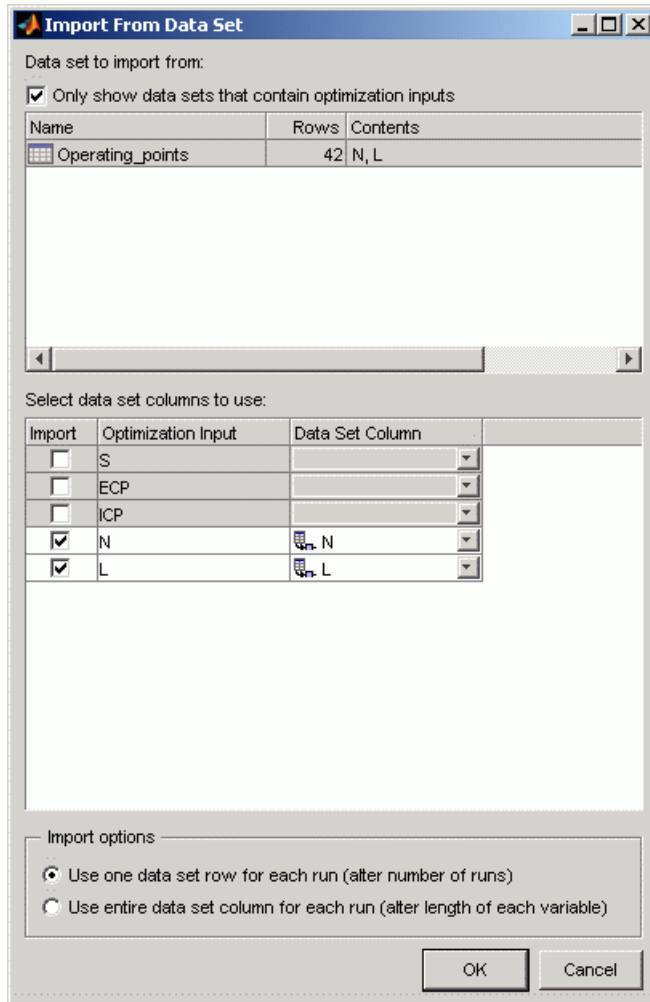 Import From Data Set
Data set to import from:
Only show data sets that contain optimization inputs
Name Rows Contents
Operating_points 42 N, L
Select data set columns to use:
Import Optimization Input Data Set Column
S
ECP
ICP
N N
L L
Import options
Use one data set row for each run (alter number of runs)
Use entire data set column for each run (alter length of each variable)
OK Cancel